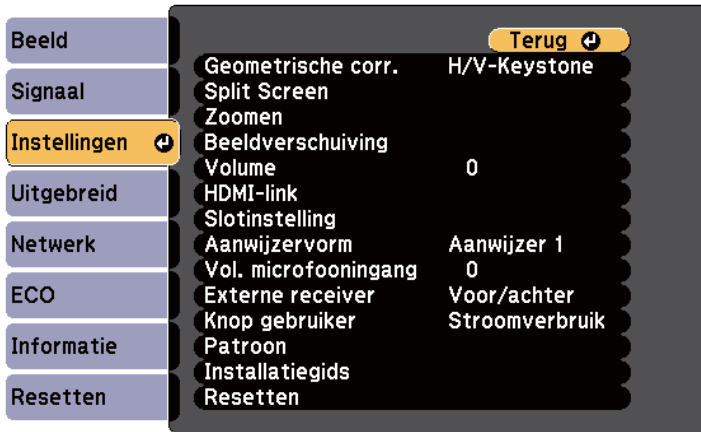 Beeld
Signaal
Instellingen
Uitgebreid
Netwerk
ECO
Informatie
Resetten
Terug
Geometrische corr. H/V-Keystone
Split Screen
Zoomen
Beeldverschuiving
Volume 0
HDMI-link
Slotinstelling
Aanwijzervorm Aanwijzer 1
Vol. microfooningang 0
Externe receiver Voor/achter
Knop gebruiker Stroomverbruik
Patroon
Installatiegids
Resetten